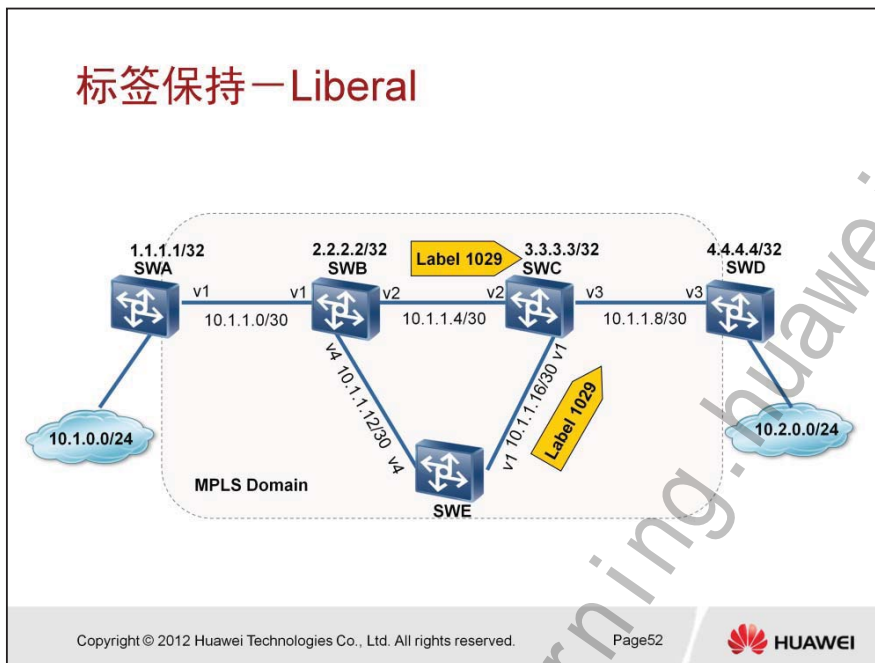 标签保持－Liberal
1.1.1.1/32
SWA
2.2.2.2/32
SWB
Label 1029
3.3.3.3/32
SWC
4.4.4.4/32
SWD
v1
v1
v2
v2
v3
v3
10.1.1.0/30
10.1.1.4/30
10.1.1.8/30
v4 10.1.1.12/30 v4
v1 10.1.1.16/30 v1
Label 1029
10.1.0.0/24
10.2.0.0/24
MPLS Domain
SWE
Copyright © 2012 Huawei Technologies Co., Ltd. All rights reserved.
Page52
HUAWEI
rning.huawei.